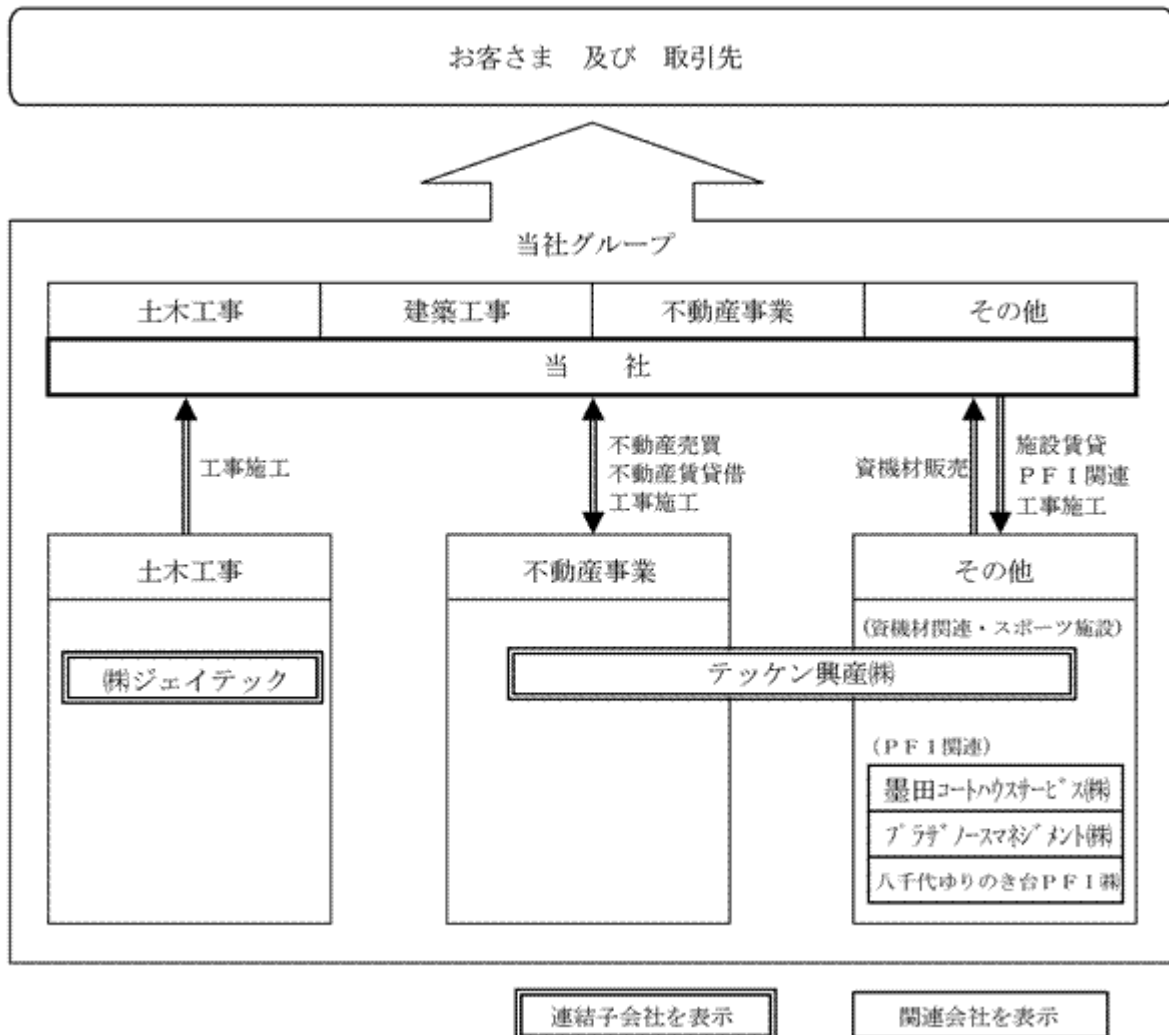 お客さま 及び 取引先
当社グループ
土木工事 建築工事 不動産事業 その他
当 社
工事施工
不動産売買
不動産賃貸借
工事施工
資機材販売
施設賃貸
ＰＦＩ関連
工事施工
土木工事 不動産事業 その他
(資機材関連・スポーツ施設)
㈱ジェイテック
テッケン興産㈱
(ＰＦＩ関連)
墨田ｺｰﾄﾊｳｽｻｰﾋﾞｽ㈱
ﾌﾟﾗｻﾞﾉｰｽﾏﾈｼﾞﾒﾝﾄ㈱
八千代ゆりのき台ＰＦＩ㈱
連結子会社を表示 関連会社を表示